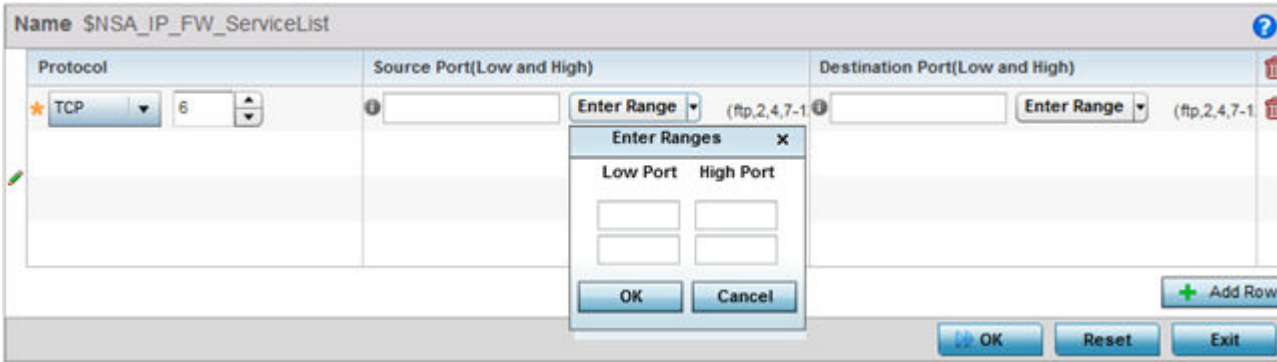 Name $NSA_IP_FW_ServiceList
?
Protocol Source Port(Low and High) Destination Port(Low and High)
TCP 6 Enter Range (ftp,2,4,7-1 Enter Range (ftp,2,4,7-1
Enter Ranges x
Low Port High Port
OK Cancel
Add Row
OK Reset Exit